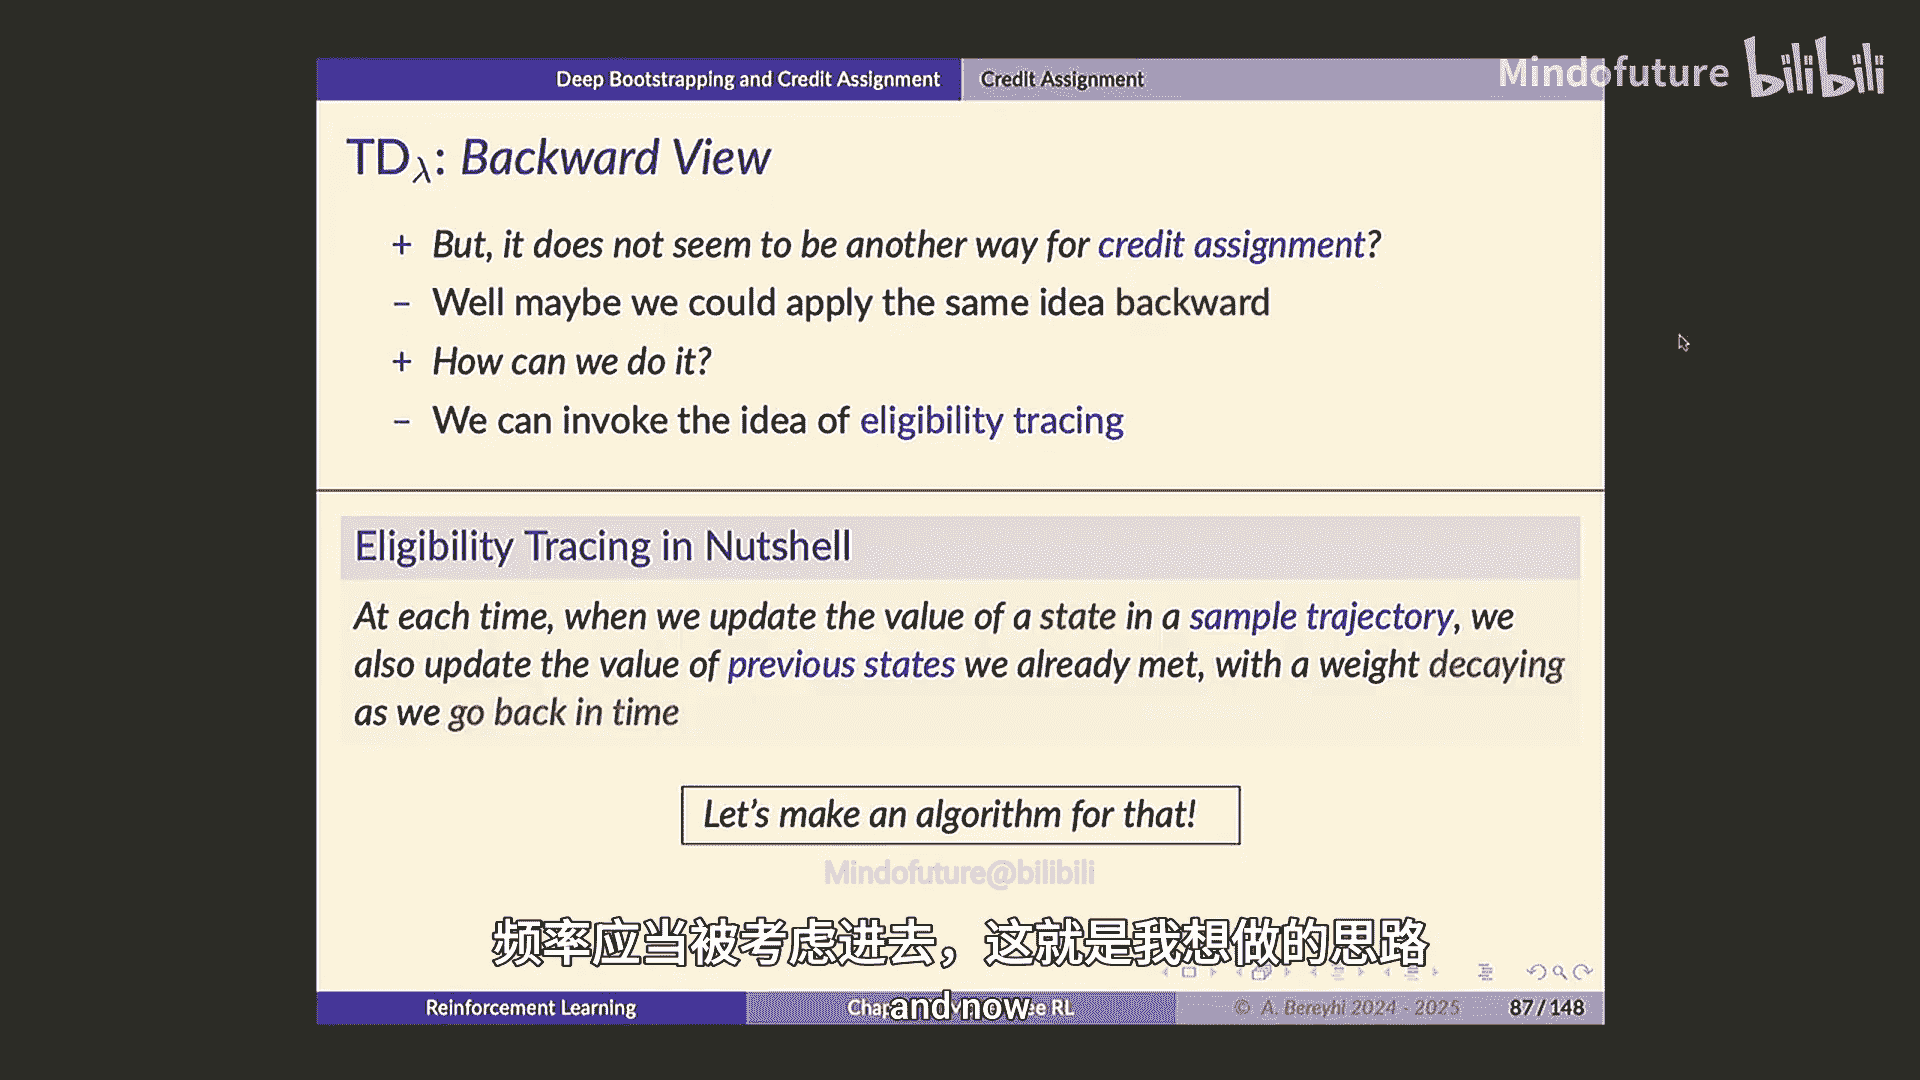 Mindofuture bilibili
Deep Bootstrapping and Credit Assignment Credit Assignment
TDλ: Backward View
+ But, it does not seem to be another way for credit assignment?
– Well maybe we could apply the same idea backward
+ How can we do it?
– We can invoke the idea of eligibility tracing
Eligibility Tracing in Nutshell
At each time, when we update the value of a state in a sample trajectory, we
also update the value of previous states we already met, with a weight decaying
as we go back in time
Let's make an algorithm for that!
Mindofuture@bilibili
频率应当被考虑进去，这就是我想做的思路
and now
Reinforcement Learning RL © A. Bereyhi 2024 - 2025 87/148